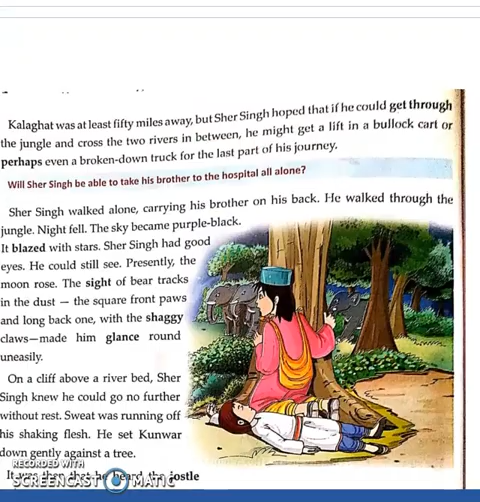 Kalaghat was at least fifty miles away, but Sher Singh hoped that if he could get through
the jungle and cross the two rivers in between, he might get a lift in a bullock cart or
perhaps even a broken-down truck for the last part of his journey.
Will Sher Singh be able to take his brother to the hospital all alone?
Sher Singh walked alone, carrying his brother on his back. He walked through the
jungle. Night fell. The sky became purple-black.
It blazed with stars. Sher Singh had good
eyes. He could still see. Presently, the
moon rose. The sight of bear tracks
in the dust — the square front paws
and long back one, with the shaggy
claws—made him glance round
uneasily.
On a cliff above a river bed, Sher
Singh knew he could go no further
without rest. Sweat was running off
his shaking flesh. He set Kunwar
down gently against a tree.
It was then that he heard the jostle
RECORDED WITH
SCREENCAST MATIC